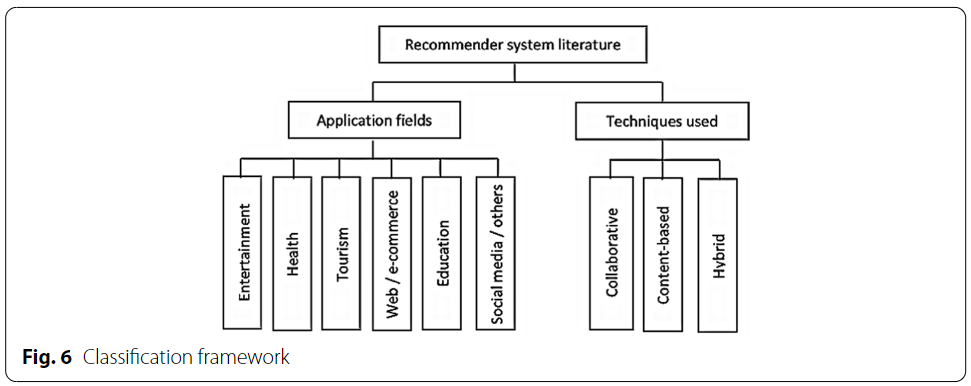 Recommender system literature
Application fields
Techniques used
Entertainment
Health
Tourism
Web / e-commerce
Education
Social media / others
Collaborative
Content-based
Hybrid
Fig. 6 Classification framework